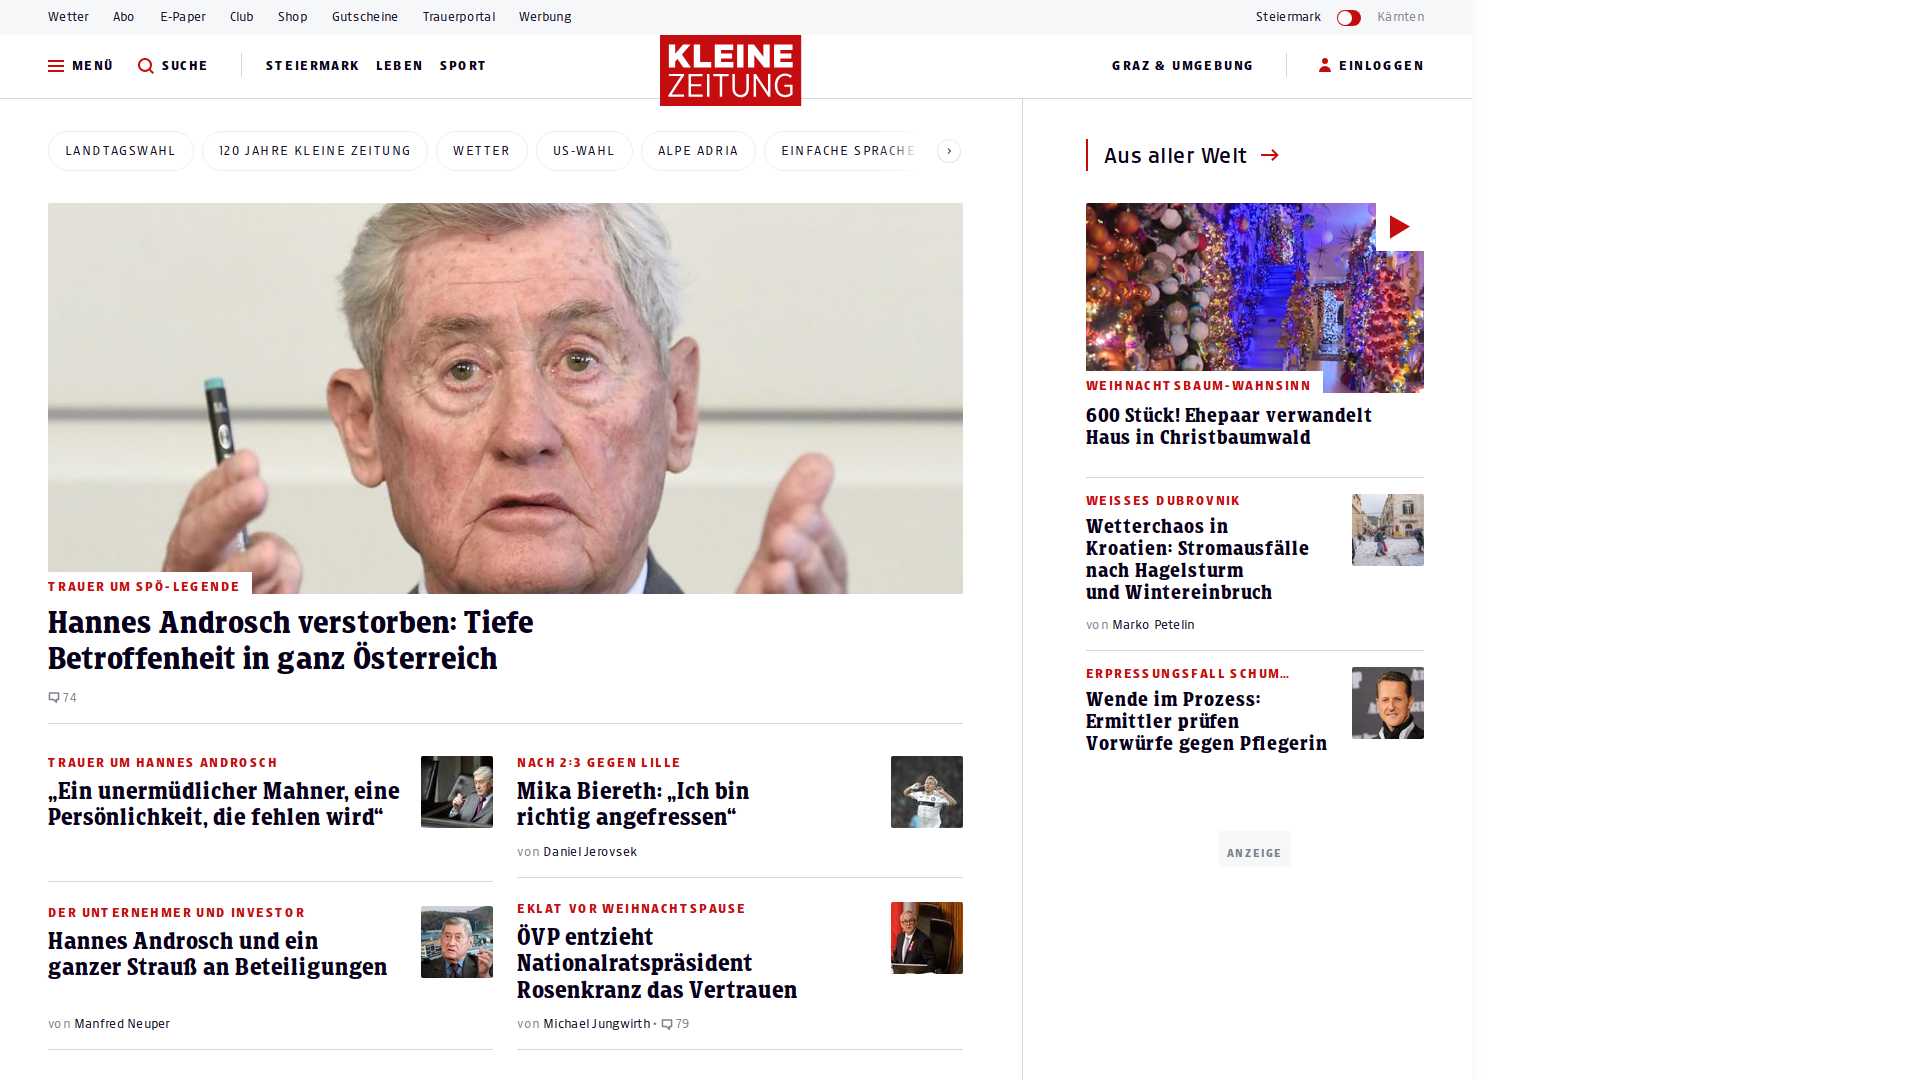 Wetter Abo E-Paper Club Shop Gutscheine Trauerportal Werbung Steiermark Kärnten
MENÜ SUCHE STEIERMARK LEBEN SPORT
KLEINE
ZEITUNG
GRAZ & UMGEBUNG EINLOGGEN
LANDTAGSWAHL 120 JAHRE KLEINE ZEITUNG WETTER US-WAHL ALPE ADRIA EINFACHE SPRACHE
TRAUER UM SPÖ-LEGENDE
Hannes Androsch verstorben: Tiefe
Betroffenheit in ganz Österreich
74
TRAUER UM HANNES ANDROSCH
„Ein unermüdlicher Mahner, eine
Persönlichkeit, die fehlen wird“
NACH 2:3 GEGEN LILLE
Mika Biereth: „Ich bin
richtig angefressen“
von Daniel Jerovsek
DER UNTERNEHMER UND INVESTOR
Hannes Androsch und ein
ganzer Strauß an Beteiligungen
von Manfred Neuper
EKLAT VOR WEIHNACHTSPAUSE
ÖVP entzieht
Nationalratspräsident
Rosenkranz das Vertrauen
von Michael Jungwirth · 79
Aus aller Welt
WEIHNACHTSBAUM-WAHNSINN
600 Stück! Ehepaar verwandelt
Haus in Christbaumwald
WEISSES DUBROVNIK
Wetterchaos in
Kroatien: Stromausfälle
nach Hagelsturm
und Wintereinbruch
von Marko Petelin
ERPRESSUNGSFALL SCHUM...
Wende im Prozess:
Ermittler prüfen
Vorwürfe gegen Pflegerin
ANZEIGE